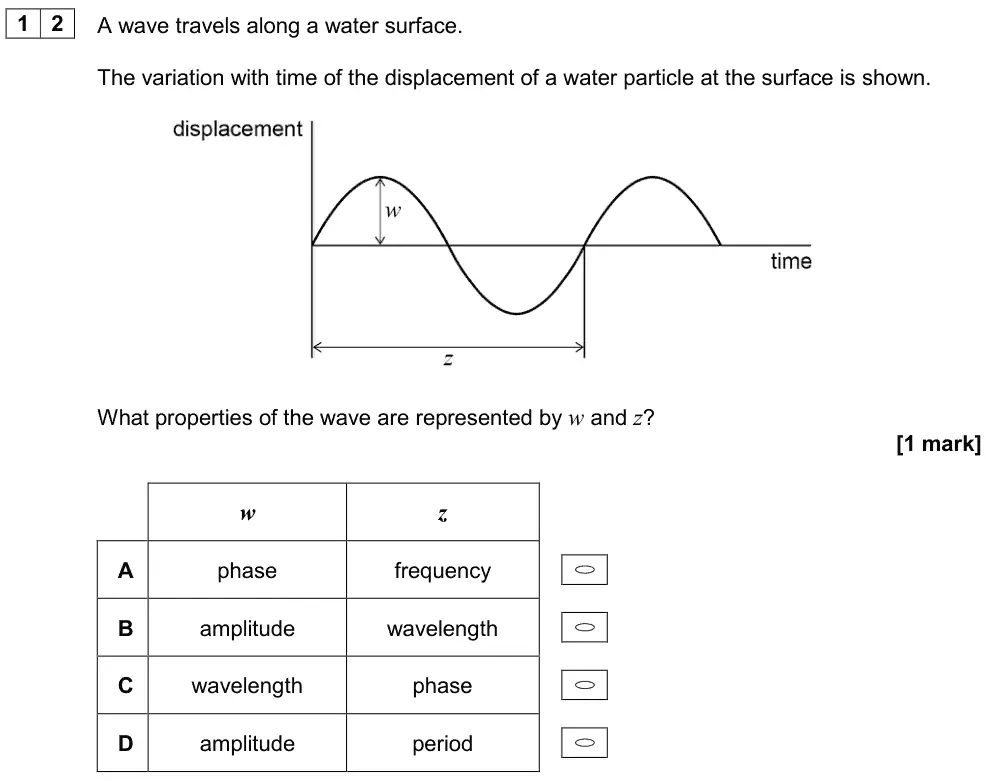 1 2 A wave travels along a water surface.
The variation with time of the displacement of a water particle at the surface is shown.
displacement
w
time
z
What properties of the wave are represented by w and z?
[1 mark]
w z
A phase frequency
B amplitude wavelength
C wavelength phase
D amplitude period